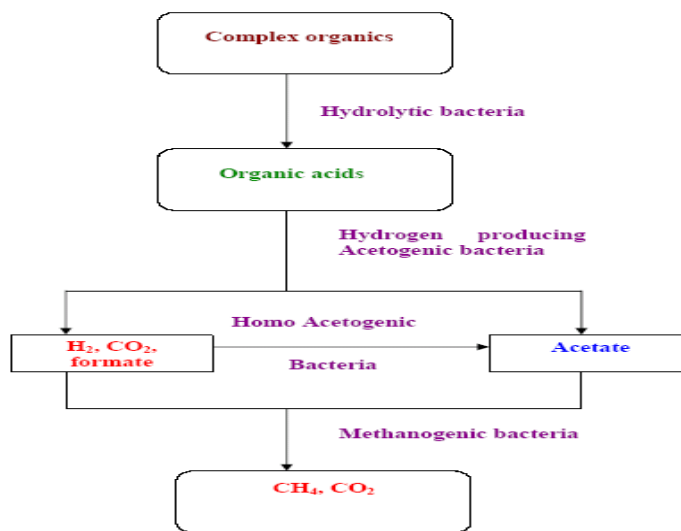 Complex organics
Hydrolytic bacteria
Organic acids
Hydrogen producing
Acetogenic bacteria
Homo Acetogenic
H₂, CO₂,
formate
Acetate
Bacteria
Methanogenic bacteria
CH₄, CO₂